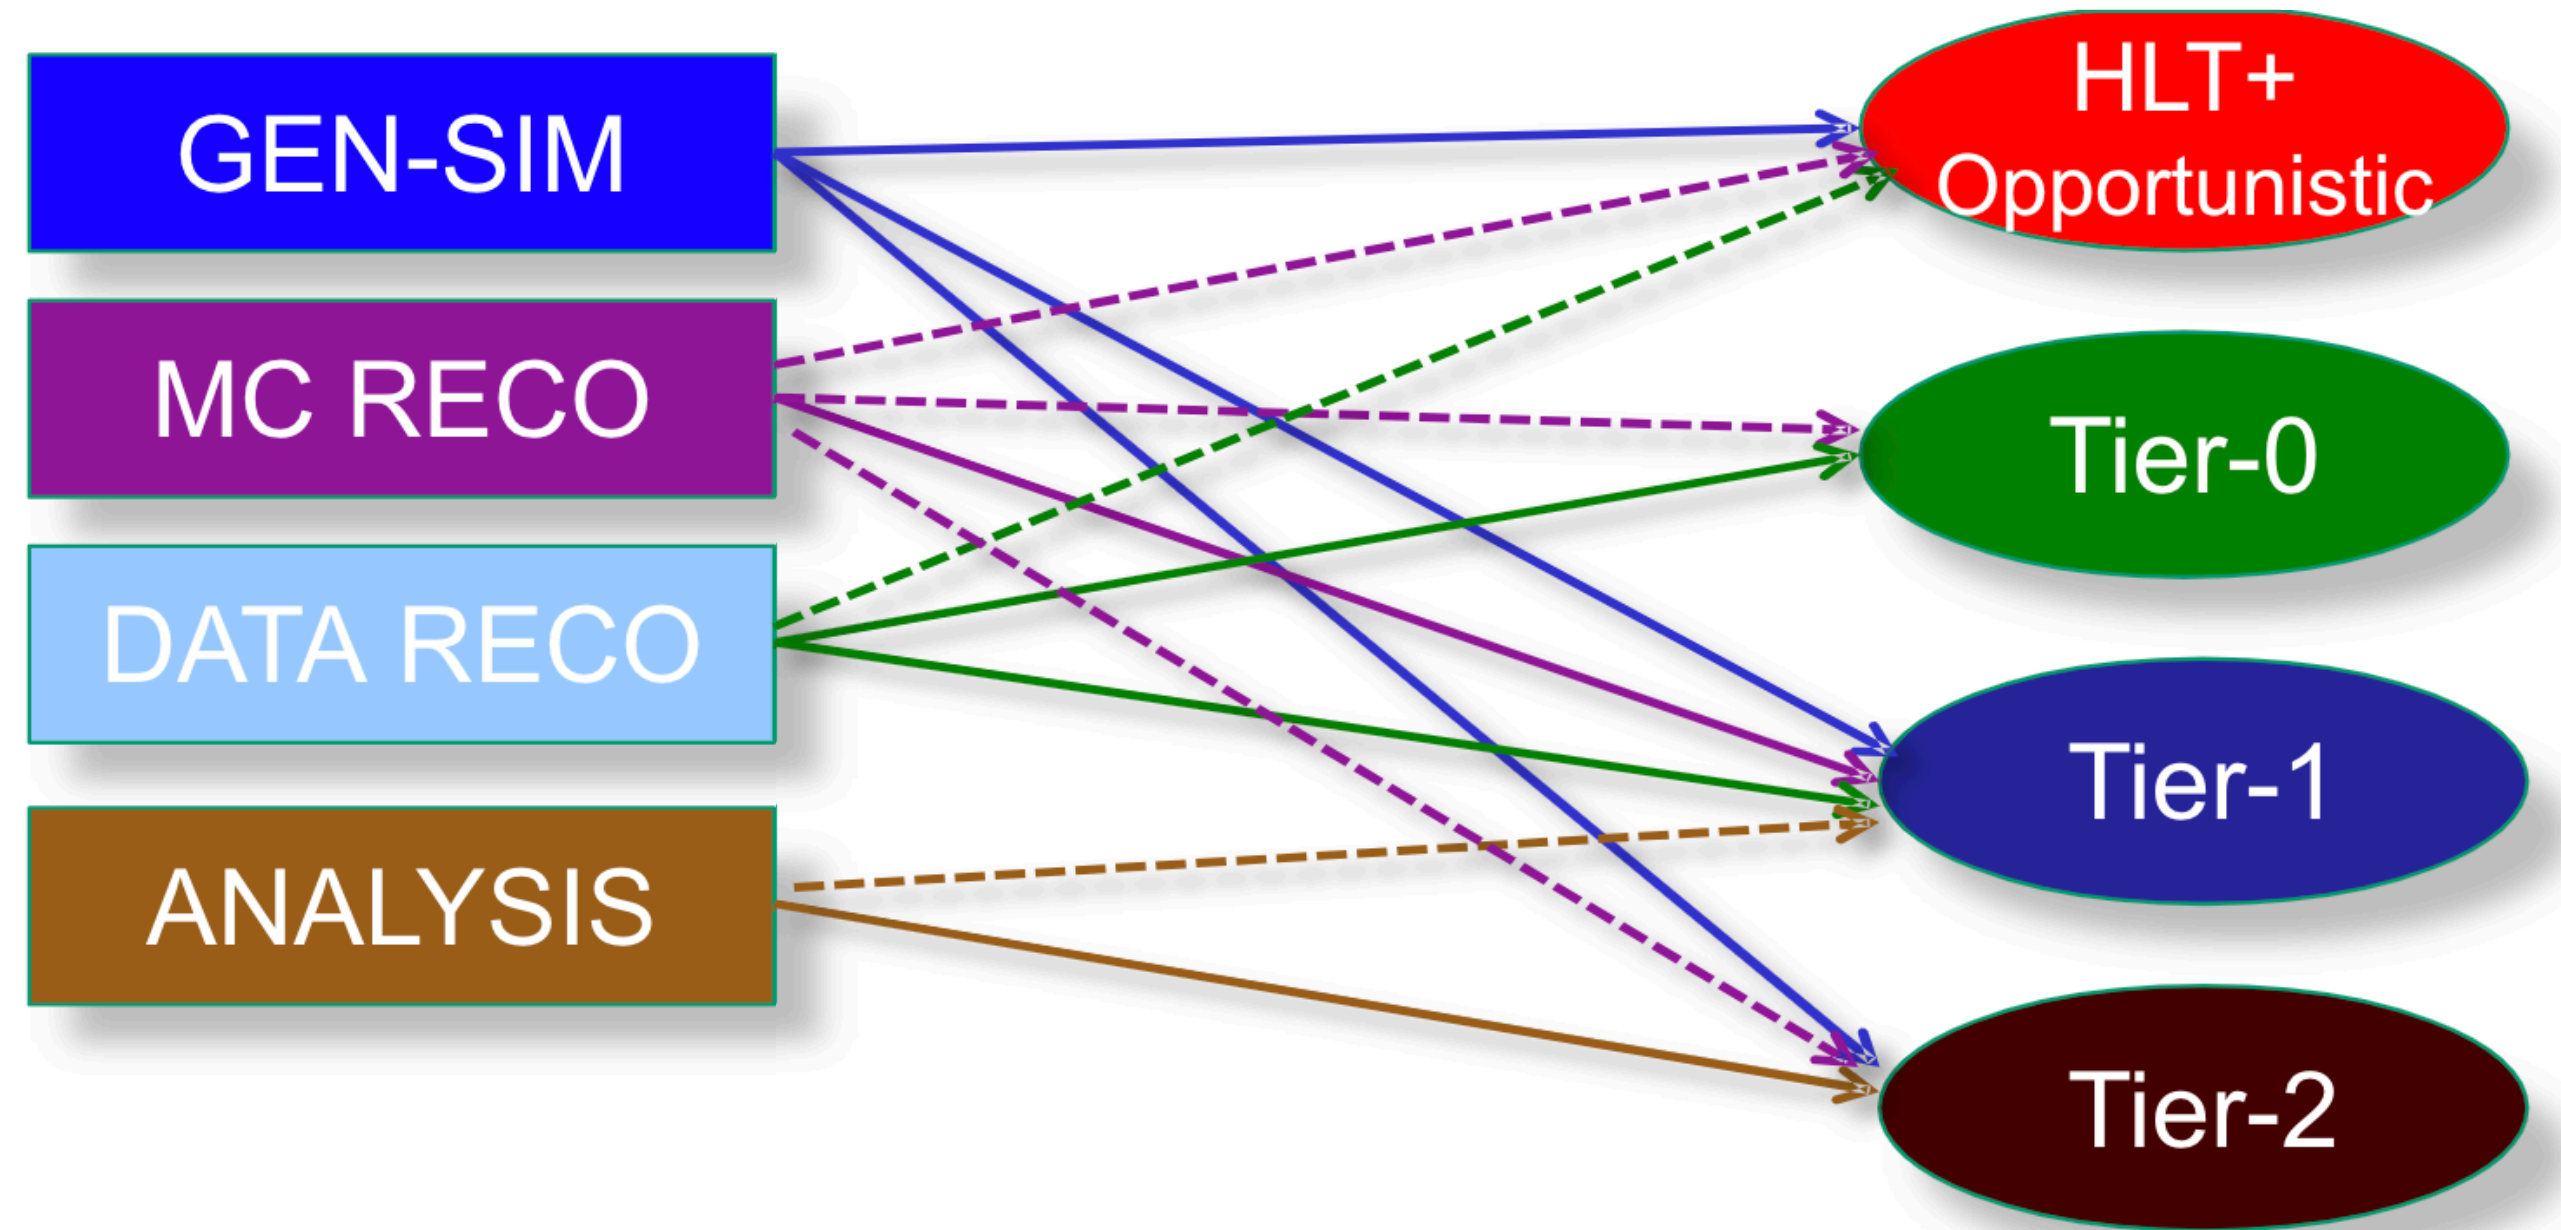 GEN-SIM
MC RECO
DATA RECO
ANALYSIS
HLT+
Opportunistic
Tier-0
Tier-1
Tier-2